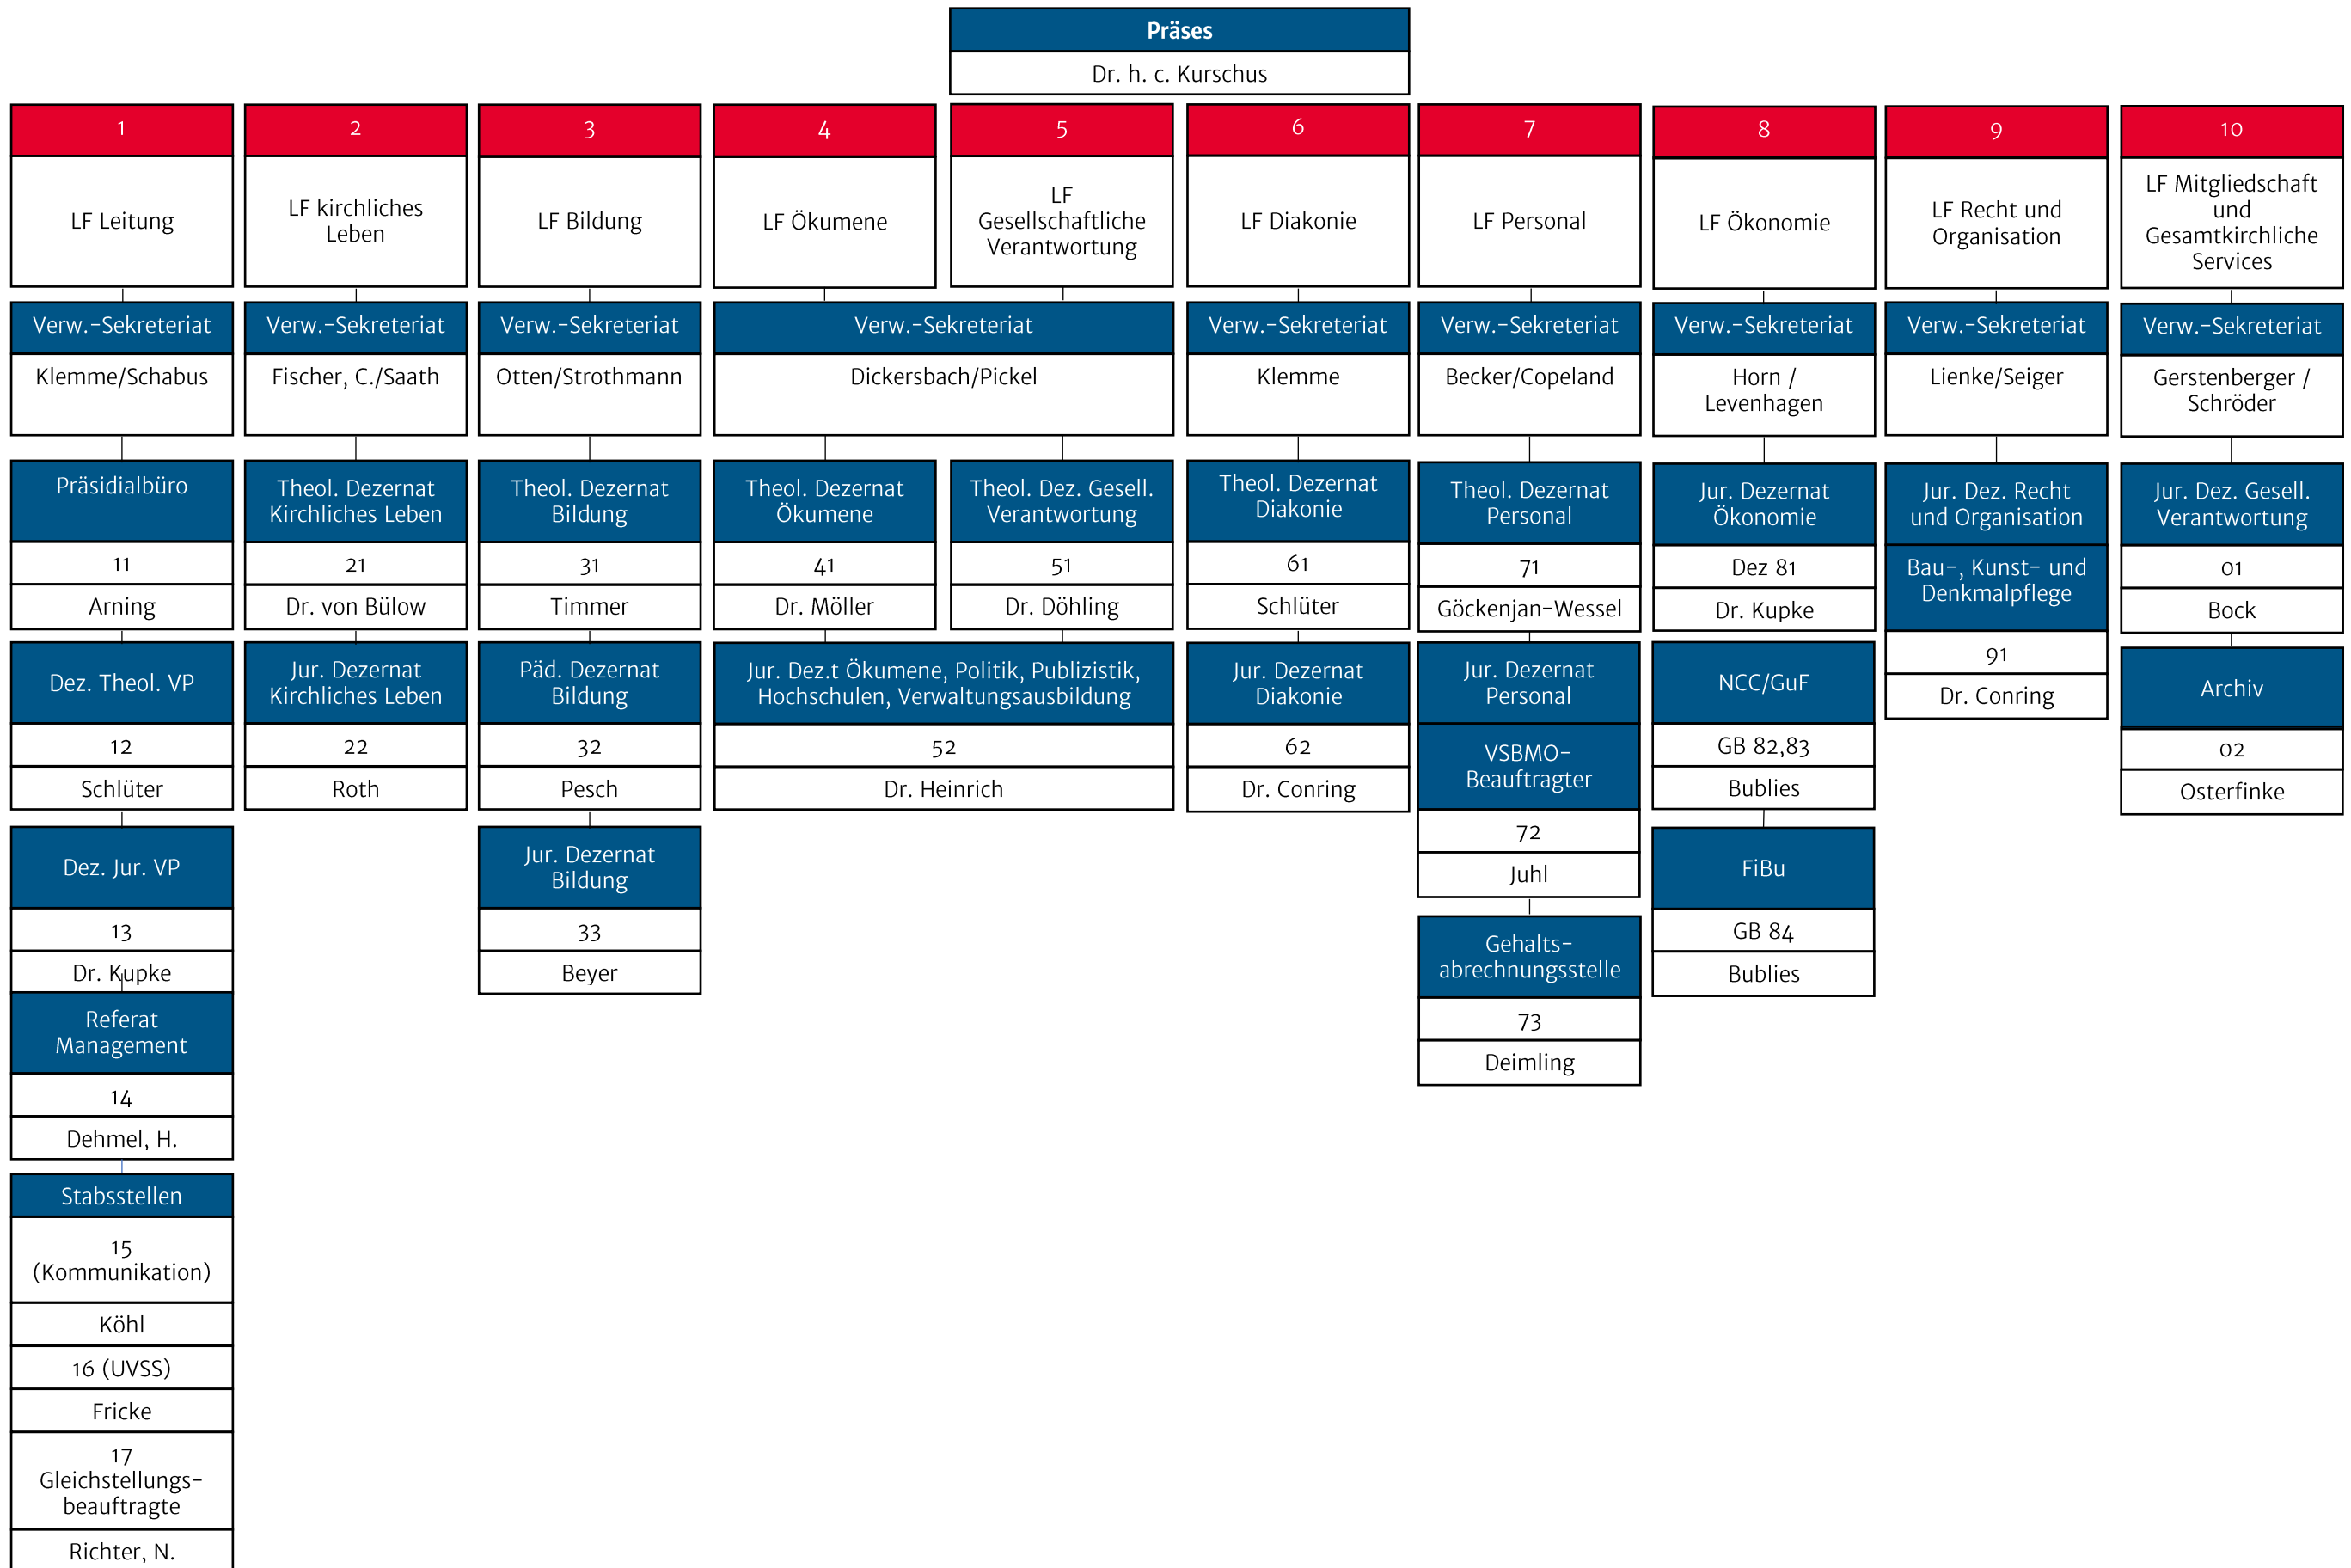 Präses
Dr. h. c. Kurschus
1
LF Leitung
Verw.-Sekreteriat
Klemme/Schabus
Präsidialbüro
11
Arning
Dez. Theol. VP
12
Schlüter
Dez. Jur. VP
13
Dr. Kupke
Referat
Management
14
Dehmel, H.
Stabsstellen
15
(Kommunikation)
Köhl
16 (UVSS)
Fricke
17
Gleichstellungs-
beauftragte
Richter, N.
2
LF kirchliches
Leben
Verw.-Sekreteriat
Fischer, C./Saath
Theol. Dezernat
Kirchliches Leben
21
Dr. von Bülow
Jur. Dezernat
Kirchliches Leben
22
Roth
3
LF Bildung
Verw.-Sekreteriat
Otten/Strothmann
Theol. Dezernat
Bildung
31
Timmer
Päd. Dezernat
Bildung
32
Pesch
Jur. Dezernat
Bildung
33
Beyer
4
LF Ökumene
5
LF
Gesellschaftliche
Verantwortung
Verw.-Sekreteriat
Dickersbach/Pickel
Theol. Dezernat
Ökumene
41
Dr. Möller
Theol. Dez. Gesell.
Verantwortung
51
Dr. Döhling
Jur. Dez.t Ökumene, Politik, Publizistik,
Hochschulen, Verwaltungsausbildung
52
Dr. Heinrich
6
LF Diakonie
Verw.-Sekreteriat
Klemme
Theol. Dezernat
Diakonie
61
Schlüter
Jur. Dezernat
Diakonie
62
Dr. Conring
7
LF Personal
Verw.-Sekreteriat
Becker/Copeland
Theol. Dezernat
Personal
71
Göckenjan-Wessel
Jur. Dezernat
Personal
VSBMO-
Beauftragter
72
Juhl
Gehalts-
abrechnungsstelle
73
Deimling
8
LF Ökonomie
Verw.-Sekreteriat
Horn /
Levenhagen
Jur. Dezernat
Ökonomie
Dez 81
Dr. Kupke
NCC/GuF
GB 82,83
Bublies
FiBu
GB 84
Bublies
9
LF Recht und
Organisation
Verw.-Sekreteriat
Lienke/Seiger
Jur. Dez. Recht
und Organisation
Bau-, Kunst- und
Denkmalpflege
91
Dr. Conring
10
LF Mitgliedschaft
und
Gesamtkirchliche
Services
Verw.-Sekreteriat
Gerstenberger /
Schröder
Jur. Dez. Gesell.
Verantwortung
01
Bock
Archiv
02
Osterfinke